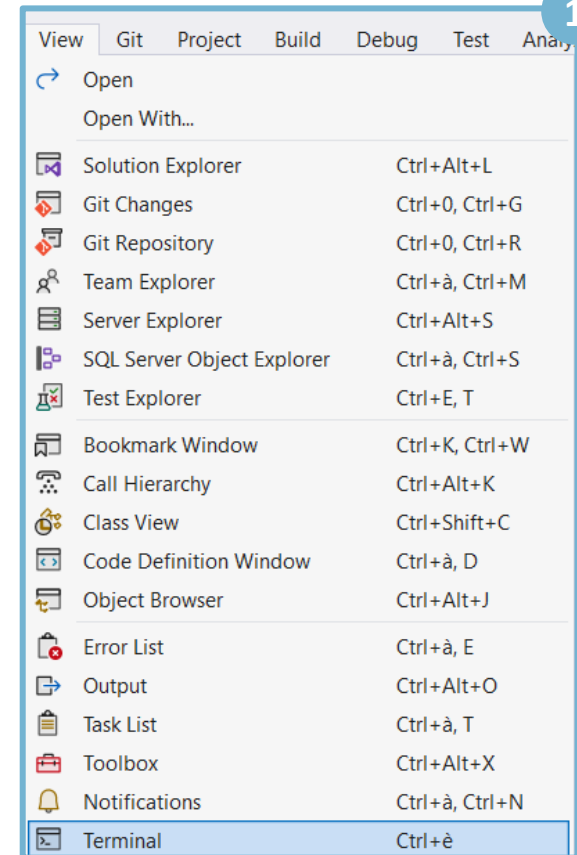 1
View Git Project Build Debug Test Analy
Open
Open With...
Solution Explorer Ctrl+Alt+L
Git Changes Ctrl+0, Ctrl+G
Git Repository Ctrl+0, Ctrl+R
Team Explorer Ctrl+à, Ctrl+M
Server Explorer Ctrl+Alt+S
SQL Server Object Explorer Ctrl+à, Ctrl+S
Test Explorer Ctrl+E, T
Bookmark Window Ctrl+K, Ctrl+W
Call Hierarchy Ctrl+Alt+K
Class View Ctrl+Shift+C
Code Definition Window Ctrl+à, D
Object Browser Ctrl+Alt+J
Error List Ctrl+à, E
Output Ctrl+Alt+O
Task List Ctrl+à, T
Toolbox Ctrl+Alt+X
Notifications Ctrl+à, Ctrl+N
Terminal Ctrl+è